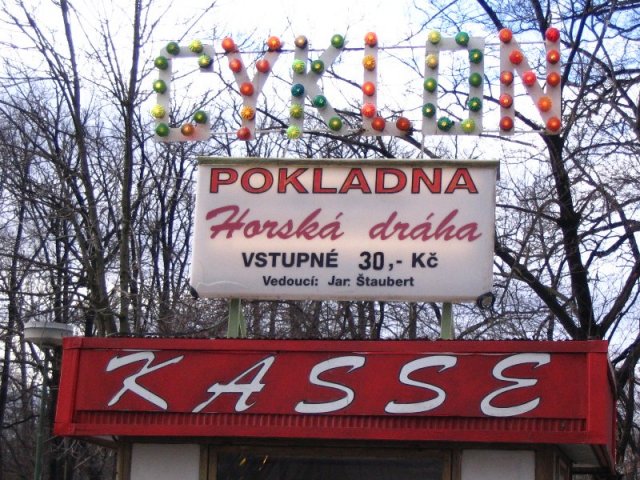 CYKLON
POKLADNA
Horská dráha
VSTUPNÉ 30,- Kč
Vedoucí: Jar. Štaubert
KASSE